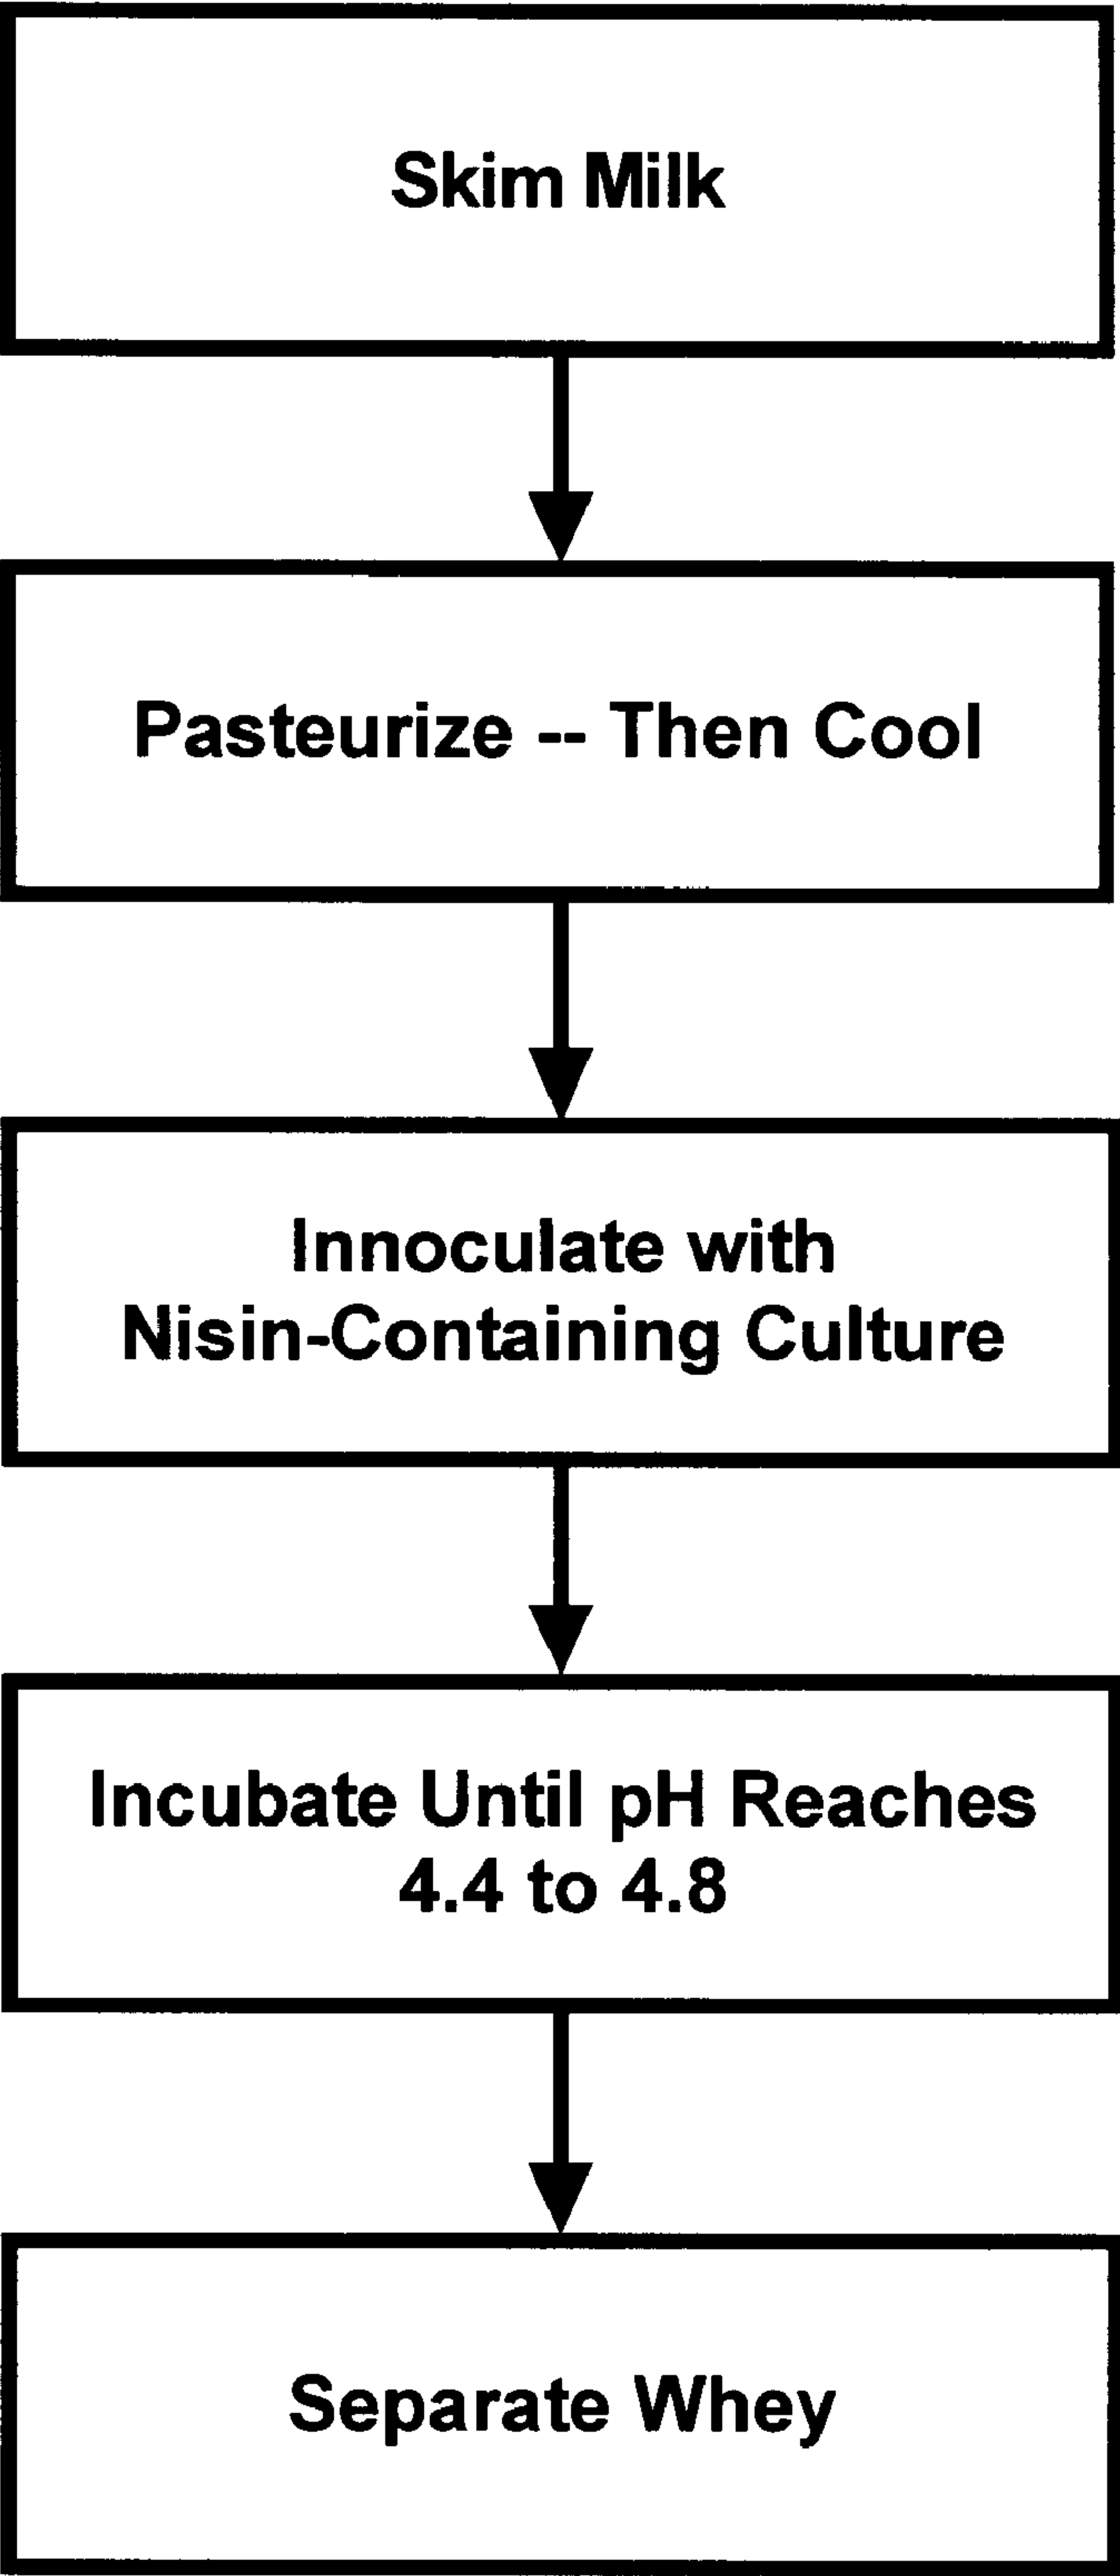 Skim Milk
Pasteurize -- Then Cool
Innoculate with
Nisin-Containing Culture
Incubate Until pH Reaches
4.4 to 4.8
Separate Whey